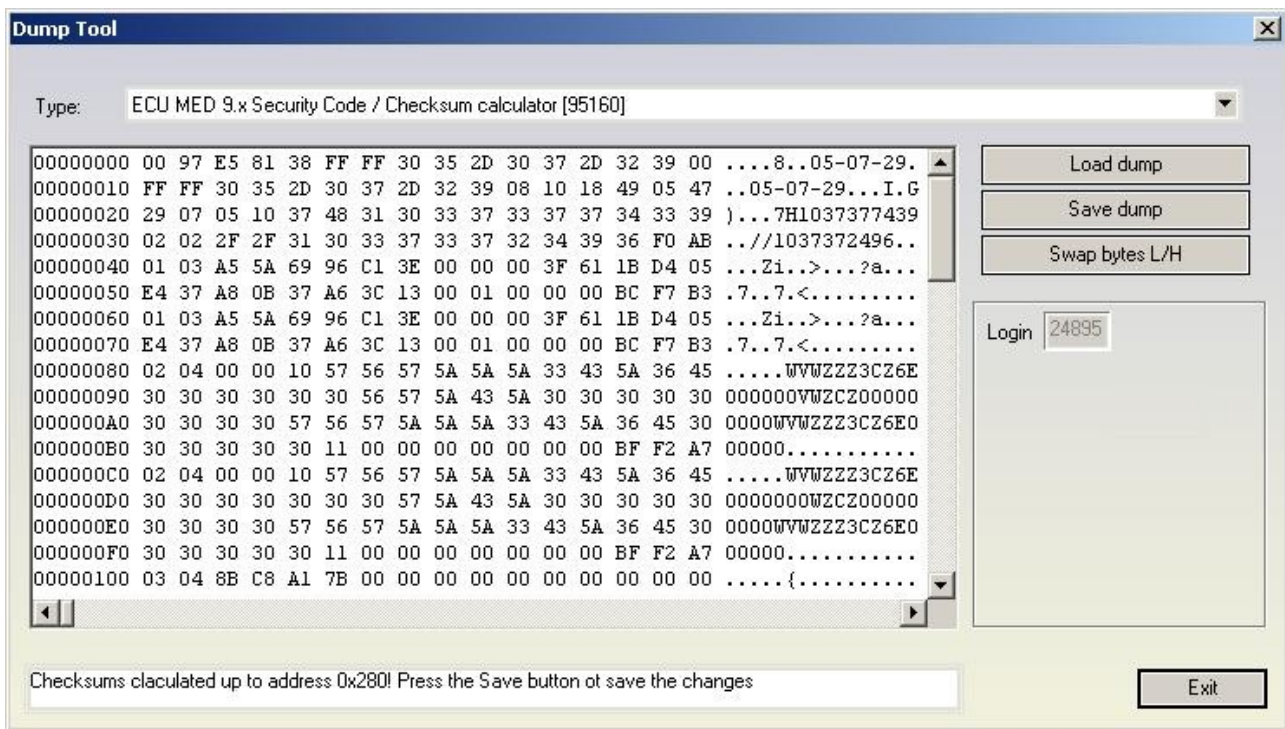 Dump Tool
Type: ECU MED 9.x Security Code / Checksum calculator [95160]
00000000 00 97 E5 81 38 FF FF 30 35 2D 30 37 2D 32 39 00 ....8..05-07-29.
00000010 FF FF 30 35 2D 30 37 2D 32 39 08 10 18 49 05 47 ..05-07-29...I.G
00000020 29 07 05 10 37 48 31 30 33 37 33 37 37 34 33 39 )...7H1037377439
00000030 02 02 2F 2F 31 30 33 37 33 37 32 34 39 36 F0 AB ..//1037372496..
00000040 01 03 A5 5A 69 96 C1 3E 00 00 00 3F 61 1B D4 05 ...Zi..>...?a...
00000050 E4 37 A8 0B 37 A6 3C 13 00 01 00 00 00 BC F7 B3 .7..7.<.........
00000060 01 03 A5 5A 69 96 C1 3E 00 00 00 3F 61 1B D4 05 ...Zi..>...?a...
00000070 E4 37 A8 0B 37 A6 3C 13 00 01 00 00 00 BC F7 B3 .7..7.<.........
00000080 02 04 00 00 10 57 56 57 5A 5A 5A 33 43 5A 36 45 .....WVWZZZ3CZ6E
00000090 30 30 30 30 30 30 56 57 5A 43 5A 30 30 30 30 30 000000VWZCZ00000
000000A0 30 30 30 30 57 56 57 5A 5A 5A 33 43 5A 36 45 30 0000WVWZZZ3CZ6E0
000000B0 30 30 30 30 30 11 00 00 00 00 00 00 00 BF F2 A7 00000...........
000000C0 02 04 00 00 10 57 56 57 5A 5A 5A 33 43 5A 36 45 .....WVWZZZ3CZ6E
000000D0 30 30 30 30 30 30 30 57 5A 43 5A 30 30 30 30 30 0000000WZCZ00000
000000E0 30 30 30 30 57 56 57 5A 5A 5A 33 43 5A 36 45 30 0000WVWZZZ3CZ6E0
000000F0 30 30 30 30 30 11 00 00 00 00 00 00 00 BF F2 A7 00000...........
00000100 03 04 8B C8 A1 7B 00 00 00 00 00 00 00 00 00 00 .....{..........
Load dump
Save dump
Swap bytes L/H
Login 24895
Checksums claculated up to address 0x280! Press the Save button ot save the changes
Exit